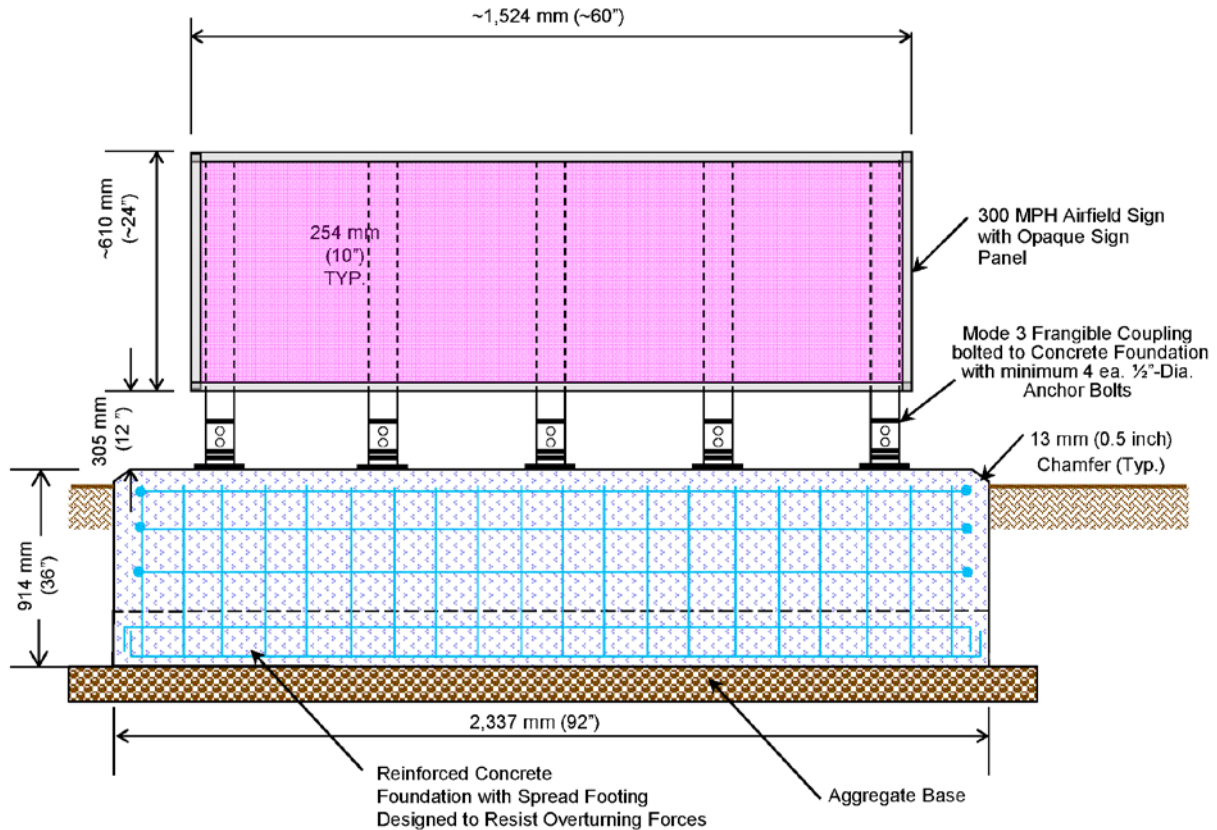 ~1,524 mm (~60”)
~610 mm
(~24”)
254 mm
(10”)
TYP.
300 MPH Airfield Sign
with Opaque Sign
Panel
Mode 3 Frangible Coupling
bolted to Concrete Foundation
with minimum 4 ea. ½”-Dia.
Anchor Bolts
305 mm
(12 ”)
13 mm (0.5 inch)
Chamfer (Typ.)
914 mm
(36”)
2,337 mm (92”)
Reinforced Concrete
Foundation with Spread Footing
Designed to Resist Overturning Forces
Aggregate Base